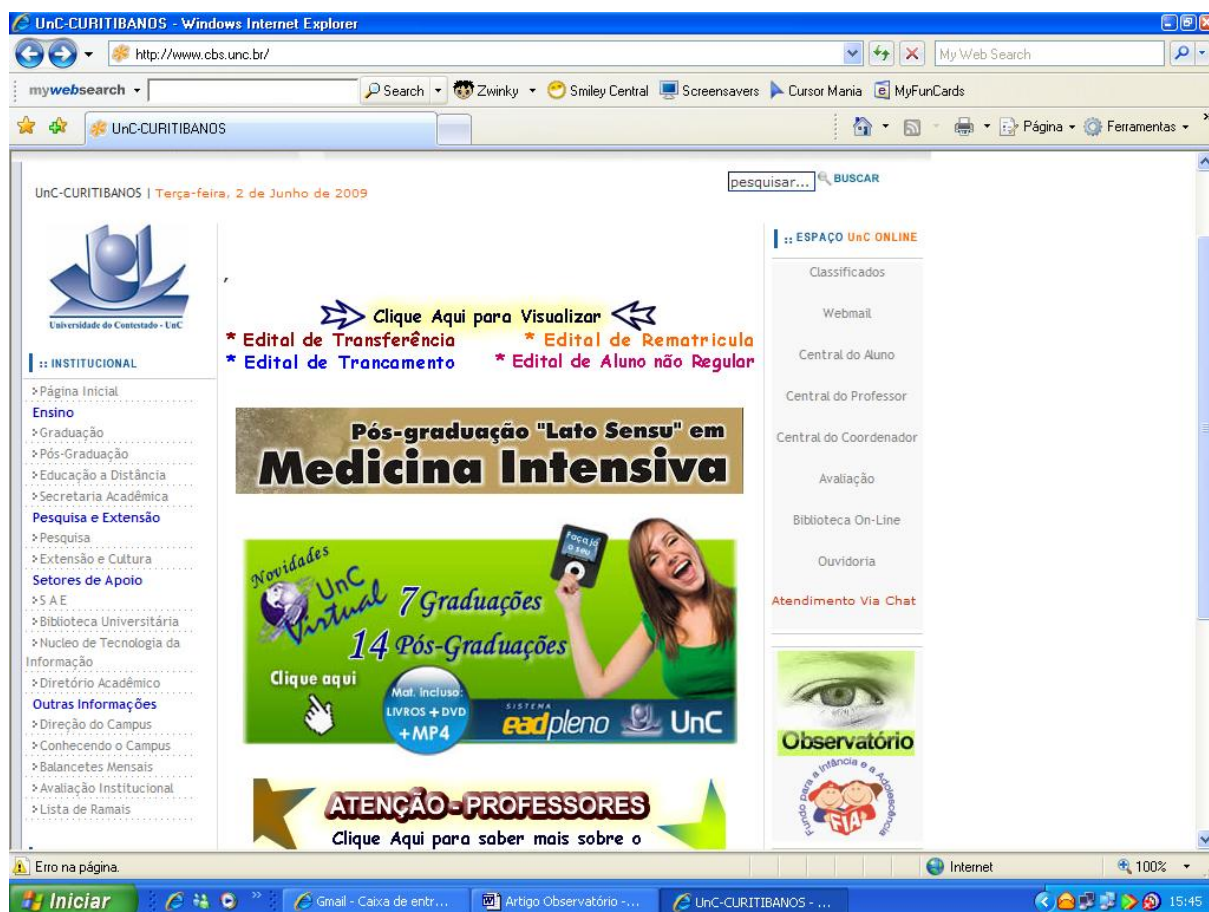 UnC-CURITIBANOS - Windows Internet Explorer
http://www.cbs.unc.br/
My Web Search
mywebsearch
Search
Zwinky
Smiley Central
Screensavers
Cursor Mania
MyFunCards
UnC-CURITIBANOS
Página
Ferramentas
UnC-CURITIBANOS | Terça-feira, 2 de Junho de 2009
pesquisar...
BUSCAR
Universidade do Contestado - UnC
:: INSTITUCIONAL
Página Inicial
Ensino
Graduação
Pós-Graduação
Educação a Distância
Secretaria Acadêmica
Pesquisa e Extensão
Pesquisa
Extensão e Cultura
Setores de Apoio
S A E
Biblioteca Universitária
Nucleo de Tecnologia da
Informação
Diretório Acadêmico
Outras Informações
Direção do Campus
Conhecendo o Campus
Balancetes Mensais
Avaliação Institucional
Lista de Ramais
,
Clique Aqui para Visualizar
* Edital de Transferência
* Edital de Rematricula
* Edital de Trancamento
* Edital de Aluno não Regular
Pós-graduação "Lato Sensu" em
Medicina Intensiva
Novidades
UnC
Virtual
Faça já
o seu
7 Graduações
14 Pós-Graduações
Clique aqui
Mat. incluso:
LIVROS + DVD
+ MP4
SISTEMA
eadpleno
UnC
ATENÇÃO - PROFESSORES
Clique Aqui para saber mais sobre o
:: ESPAÇO UnC ONLINE
Classificados
Webmail
Central do Aluno
Central do Professor
Central do Coordenador
Avaliação
Biblioteca On-Line
Ouvidoria
Atendimento Via Chat
Observatório
Fundo para a Infância e a Adolescência
FIA
Erro na página.
Internet
100%
Iniciar
Gmail - Caixa de entr...
Artigo Observatório -...
UnC-CURITIBANOS - ...
15:45